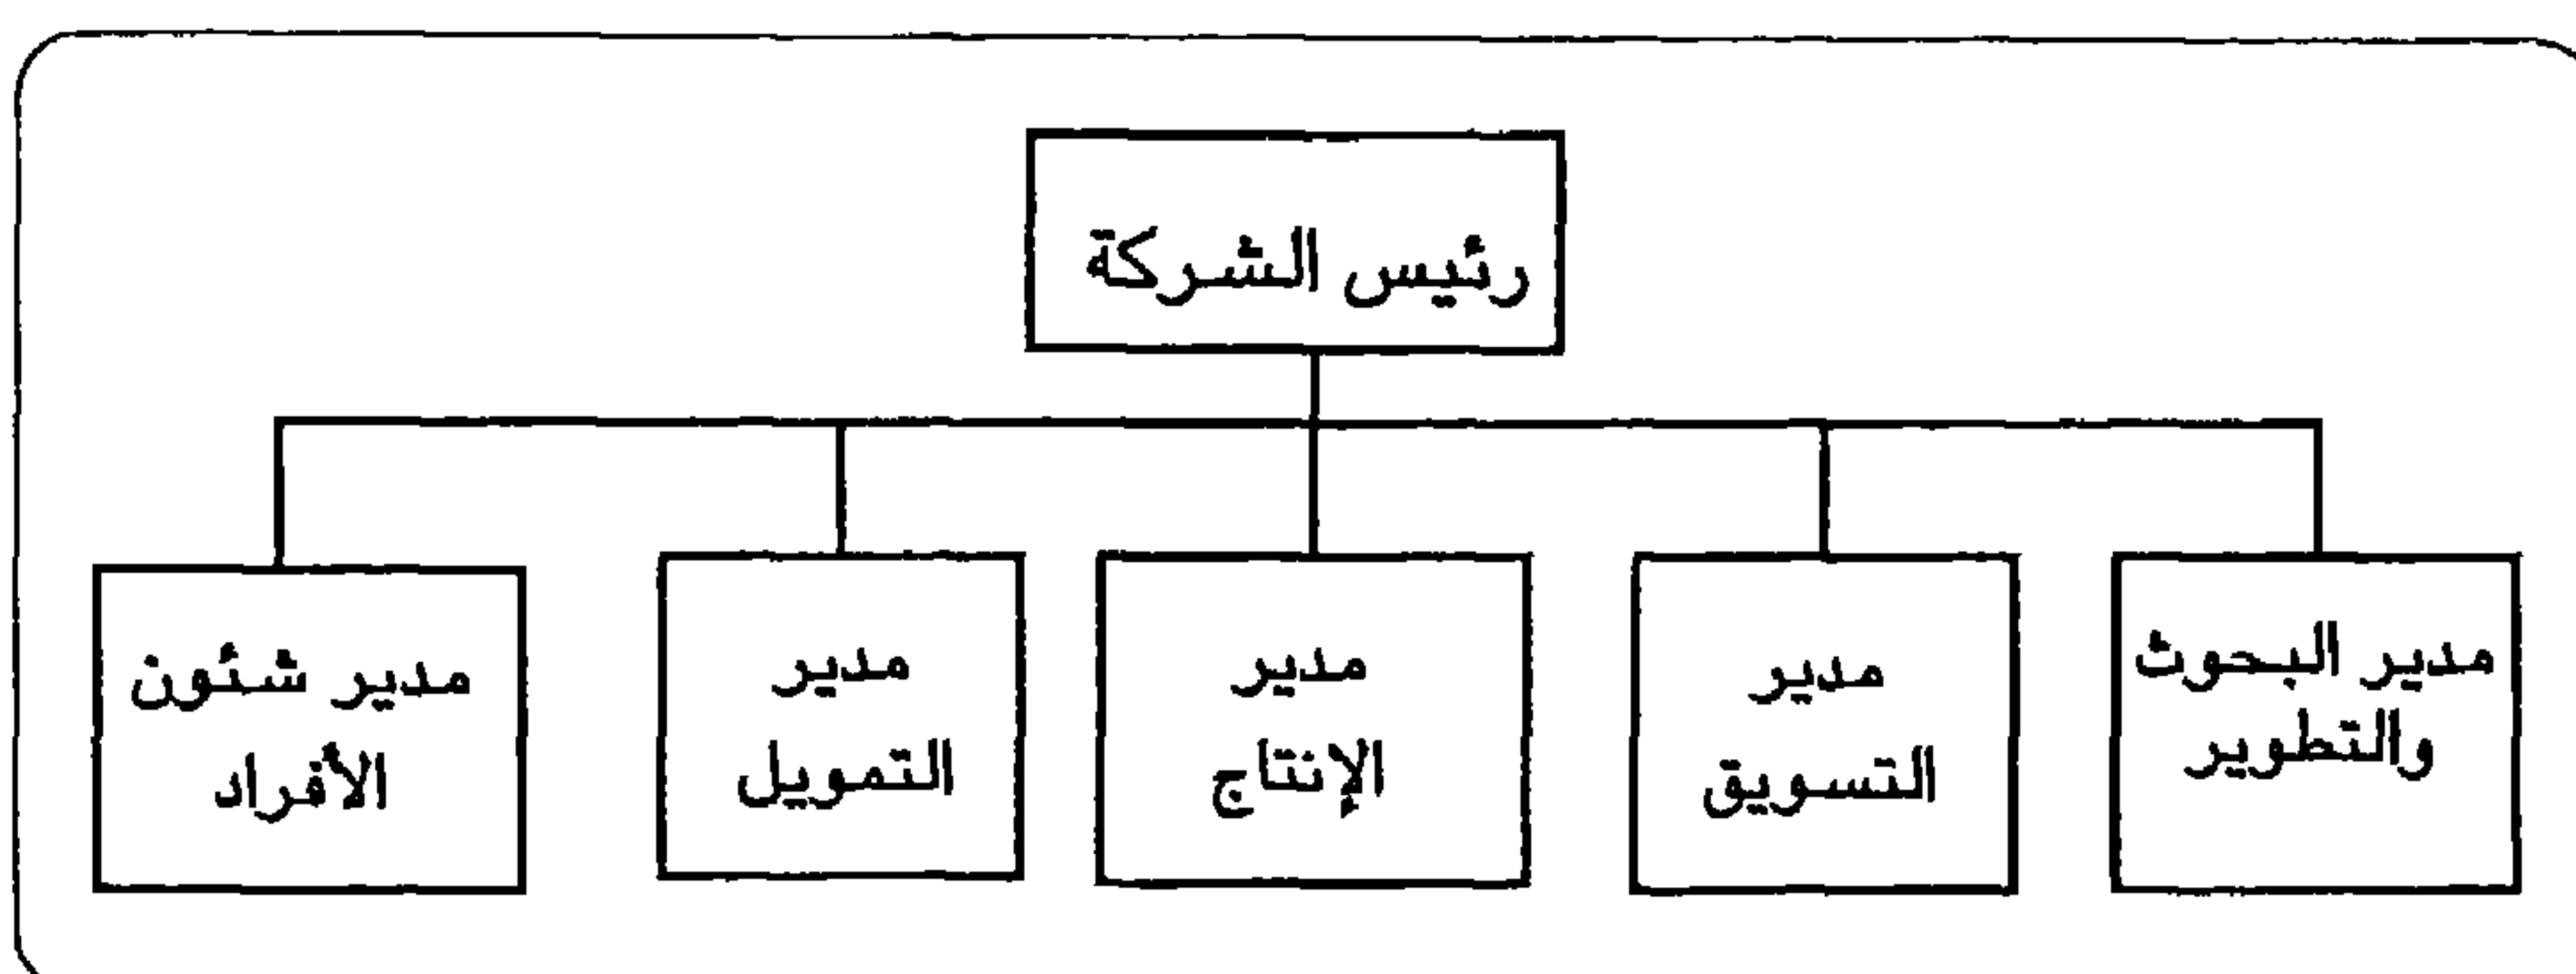 رئيس الشركة
مدير البحوث
والتطوير
مدير
التسويق
مدير
الإنتاج
مدير
التمويل
مدير شئون
الأفراد